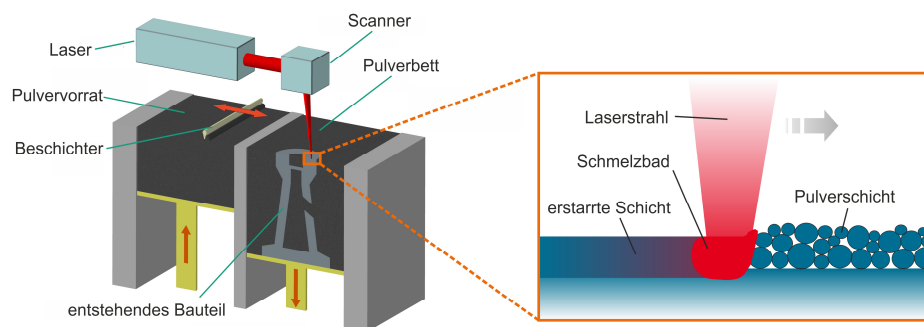 Scanner
Laser
Pulverbett
Pulvervorrat
Beschichter
entstehendes Bauteil
Laserstrahl
Schmelzbad
Pulverschicht
erstarrte Schicht